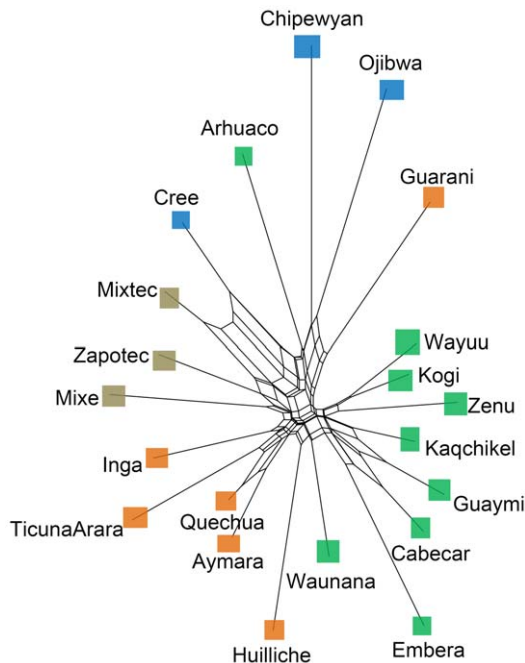 Chipewyan
Ojibwa
Arhuaco
Guarani
Cree
Mixtec
Wayuu
Zapotec
Kogi
Mixe
Zenu
Kaqchikel
Inga
Guaymi
TicunaArara
Quechua
Cabecar
Aymara
Waunana
Embera
Huilliche